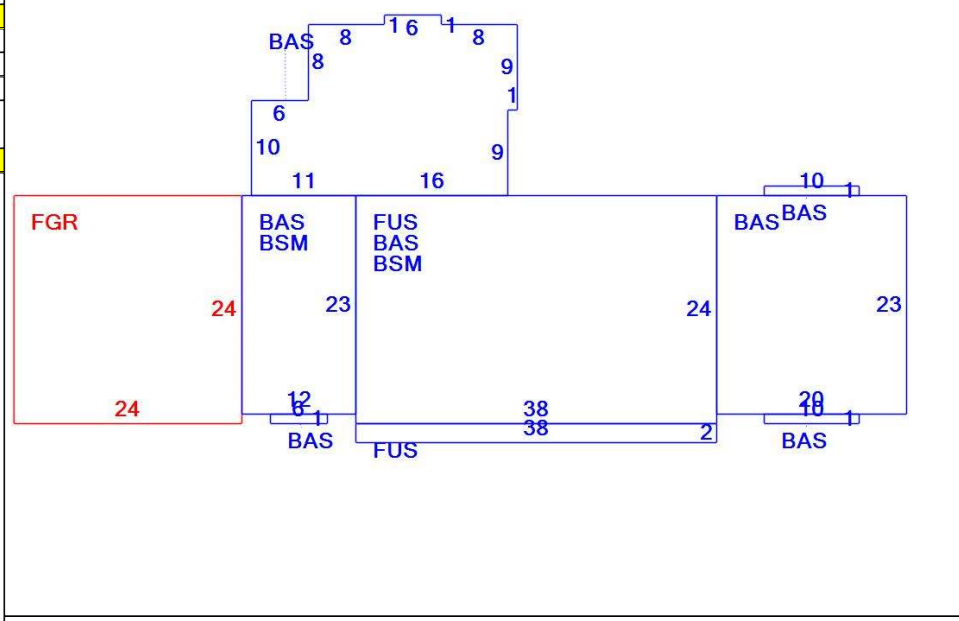 1 6 1
8 8
BAS
8 9
1
6
10 9
11 16
10 1
FGR BAS FUS BAS BAS
BSM BAS
BSM
24 23 24 23
24 12 38 20
6 1 38 2 10 1
BAS FUS BAS